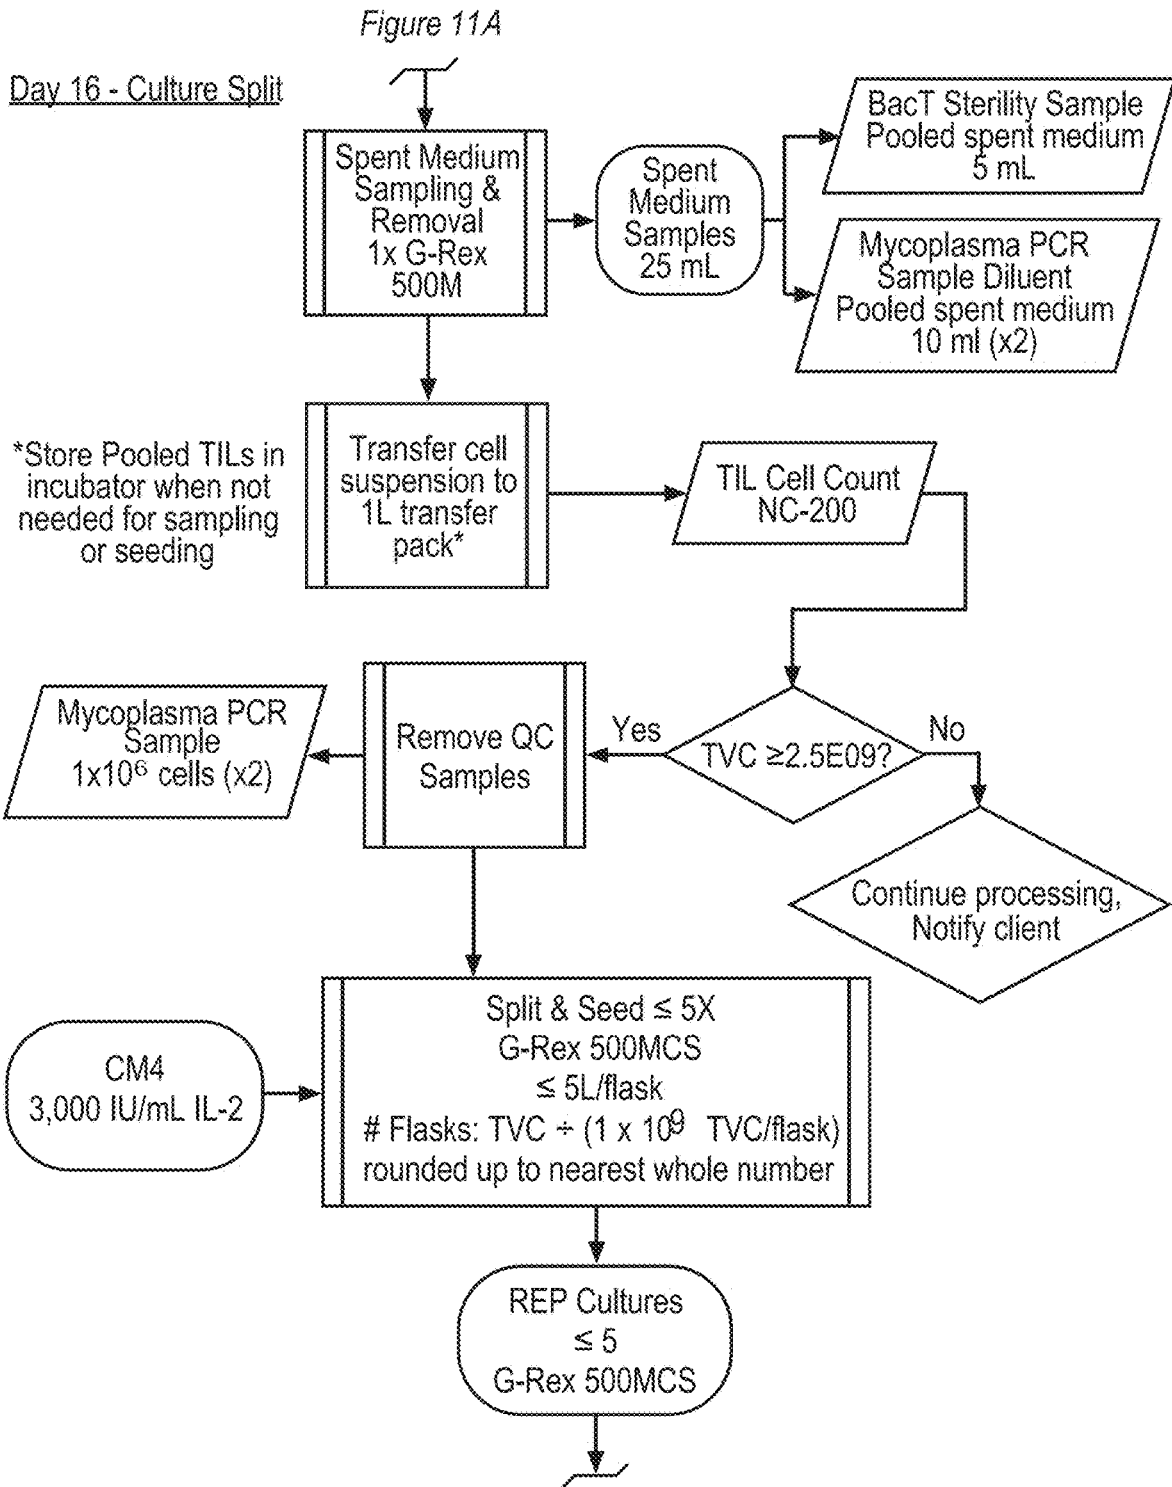 Figure 11A
Day 16 - Culture Split
Spent Medium
Sampling &
Removal
1x G-Rex
500M
Spent
Medium
Samples
25 mL
BacT Sterility Sample
Pooled spent medium
5 mL
Mycoplasma PCR
Sample Diluent
Pooled spent medium
10 ml (x2)
*Store Pooled TILs in
incubator when not
needed for sampling
or seeding
Transfer cell
suspension to
1L transfer
pack*
TIL Cell Count
NC-200
TVC ≥2.5E09?
Yes
No
Remove QC
Samples
Mycoplasma PCR
Sample
1x10⁶ cells (x2)
Continue processing,
Notify client
CM4
3,000 IU/mL IL-2
Split & Seed ≤ 5X
G-Rex 500MCS
≤ 5L/flask
# Flasks: TVC ÷ (1 x 10⁹ TVC/flask)
rounded up to nearest whole number
REP Cultures
≤ 5
G-Rex 500MCS